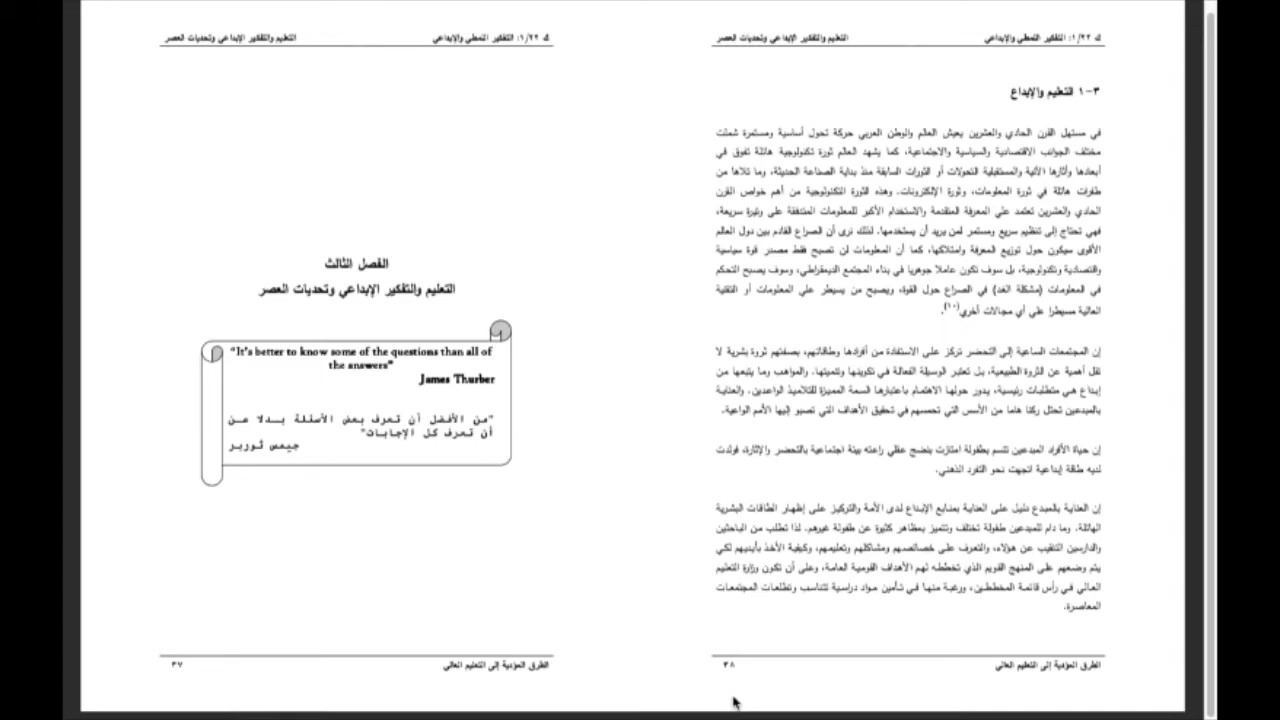 ك ١/٢٢: التفكير النمطي والإبداعي التعليم والتفكير الإبداعي وتحديات العصر
الفصل الثالث
التعليم والتفكير الإبداعي وتحديات العصر
"It's better to know some of the questions than all of
the answers"
James Thurber
"من الأفضل أن تعرف بعض الأسئلة بدلا عن
أن تعرف كل الإجابات"
جيمس ثوربر
الطرق المؤدية إلى التعليم العالي ٣٧
ك ١/٢٢: التفكير النمطي والإبداعي التعليم والتفكير الإبداعي وتحديات العصر
٣-١ التعليم والإبداع
في مستهل القرن الحادي والعشرين يعيش العالم والوطن العربي حركة تحول أساسية ومستمرة شملت
مختلف الجوانب الاقتصادية والسياسية والاجتماعية، كما يشهد العالم ثورة تكنولوجية هائلة تفوق في
أبعادها وآثارها الآنية والمستقبلية التحولات أو الثورات السابقة منذ بداية الصناعة الحديثة، وما تلاها من
طفرات هائلة في ثورة المعلومات، وثورة الإلكترونات. وهذه الثورة التكنولوجية من أهم خواص القرن
الحادي والعشرين تعتمد على المعرفة المتقدمة والاستخدام الأكبر للمعلومات المتدفقة على وتيرة سريعة،
فهي تحتاج إلى تنظيم سريع ومستمر لمن يريد أن يستخدمها. لذلك نرى أن الصراع القادم بين دول العالم
الأقوى سيكون حول توزيع المعرفة وامتلاكها، كما أن المعلومات لن تصبح فقط مصدر قوة سياسية
واقتصادية وتكنولوجية، بل سوف تكون عاملا جوهريا في بناء المجتمع الديمقراطي، وسوف يصبح التحكم
في المعلومات (مشكلة الغد) في الصراع حول القوة، ويصبح من يسيطر على المعلومات أو التقنية
العالية مسيطرا على أي مجالات أخرى(١٠).
إن المجتمعات الساعية إلى التحضر تركز على الاستفادة من أفرادها وطاقاتهم، بصفتهم ثروة بشرية لا
تقل أهمية عن الثروة الطبيعية، بل تعتبر الوسيلة الفعالة في تكوينها وتنميتها. والمواهب وما يتبعها من
إبداع هي متطلبات رئيسية، يدور حولها الاهتمام باعتبارها السمة المميزة للتلاميذ الواعدين. والعناية
بالمبدعين تحتل ركنا هاما من الأسس التي تحسمهم في تحقيق الأهداف التي تصبو إليها الأمم الواعية.
إن حياة الأفراد المبدعين تتسم بطفولة امتازت بنضج عقلي راعته بيئة اجتماعية بالتحضر والإثارة، فولدت
لديه طاقة إبداعية اتجهت نحو التفرد الذهني.
إن العناية بالمبدع دليل على العناية بمنابع الإبداع لدى الأمة والتركيز على إظهار الطاقات البشرية
الهائلة. وما دام للمبدعين طفولة تختلف وتتميز بمظاهر كثيرة عن طفولة غيرهم. لذا تطلب من الباحثين
والدارسين التنقيب عن هؤلاء، والتعرف على خصائصهم ومشاكلهم وتعليمهم، وكيفية الأخذ بأيديهم لكي
يتم وضعهم على المنهج القويم الذي تخططه لهم الأهداف القومية العامة، وعلى أن تكون وزارة التعليم
العالي في رأس قائمة المخططين، ورغبة منها في تأمين مواد دراسية تتناسب وتطلعات المجتمعات
المعاصرة.
الطرق المؤدية إلى التعليم العالي ٣٨